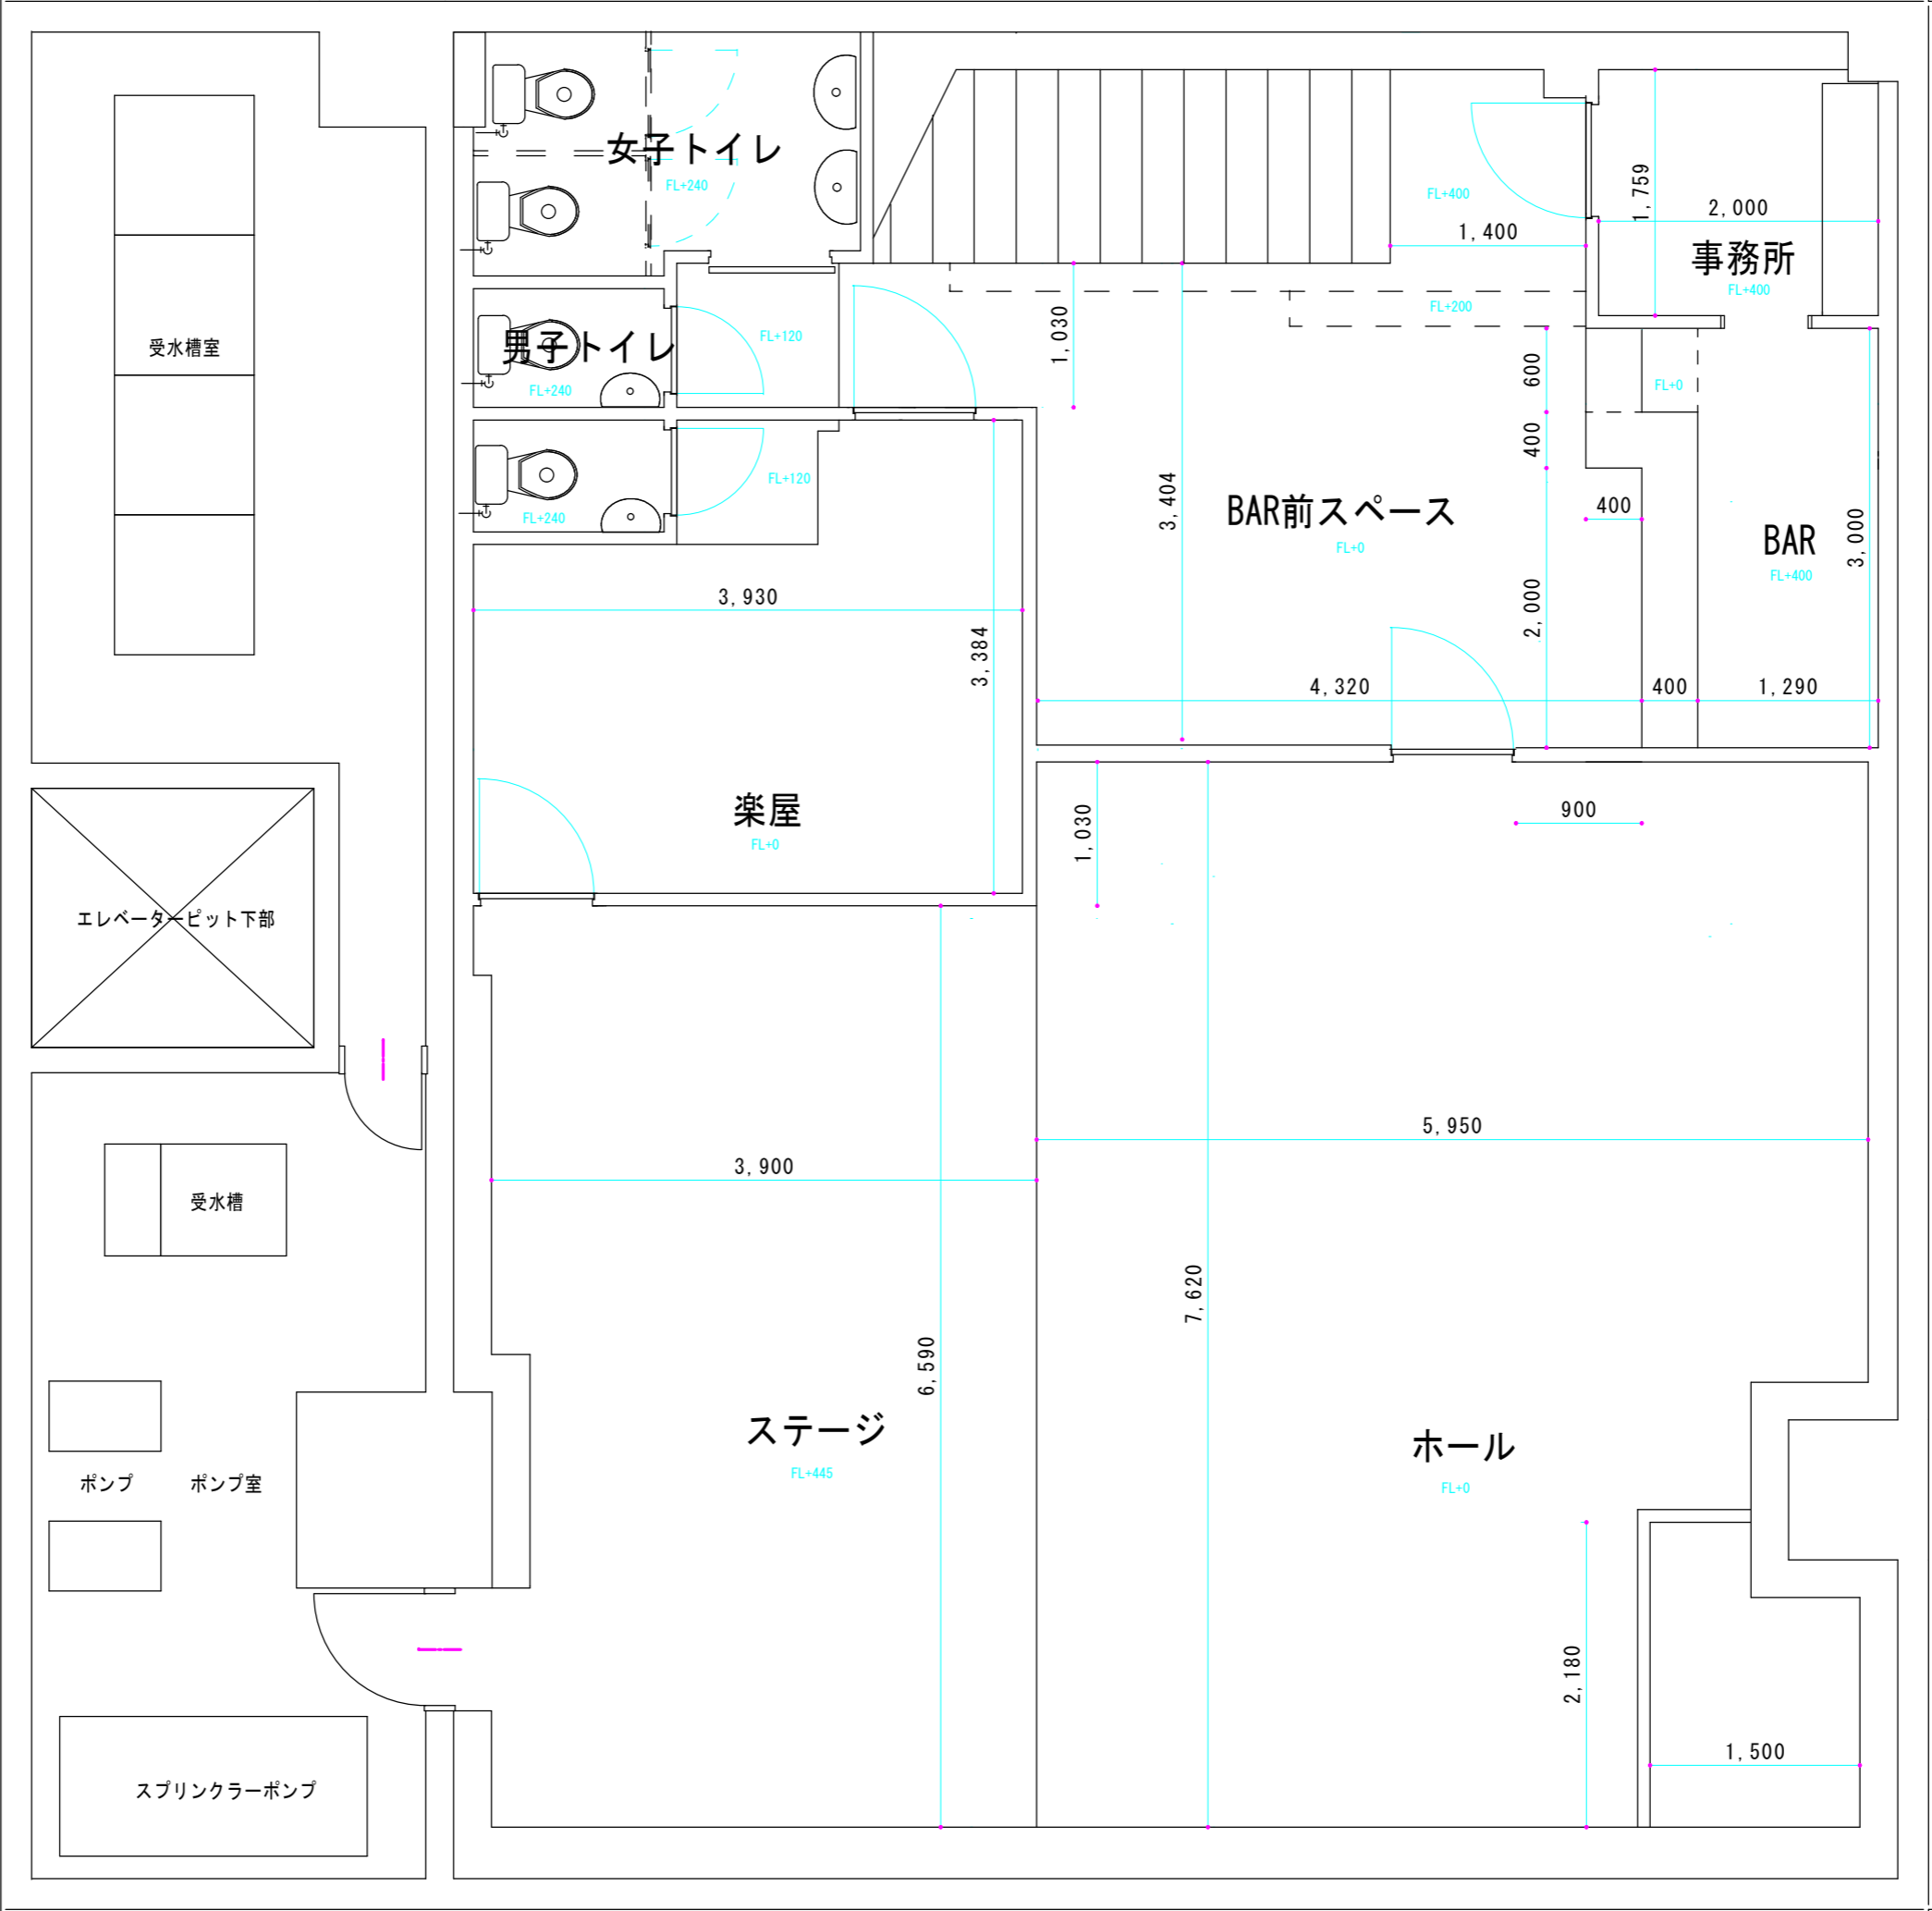 女子トイレ
FL+240
FL+400
1,759
2,000
1,400
事務所
FL+400
受水槽室
男子トイレ
FL+240
FL+120
1,030
FL+200
600
FL+0
400
FL+240
FL+120
3,404
BAR前スペース
FL+0
400
BAR
FL+400
3,000
3,930
3,384
2,000
4,320
400
1,290
楽屋
FL+0
1,030
900
エレベーターピット下部
5,950
3,900
受水槽
7,620
6,590
ステージ
FL+445
ホール
FL+0
ポンプ
ポンプ室
2,180
1,500
スプリンクラーポンプ